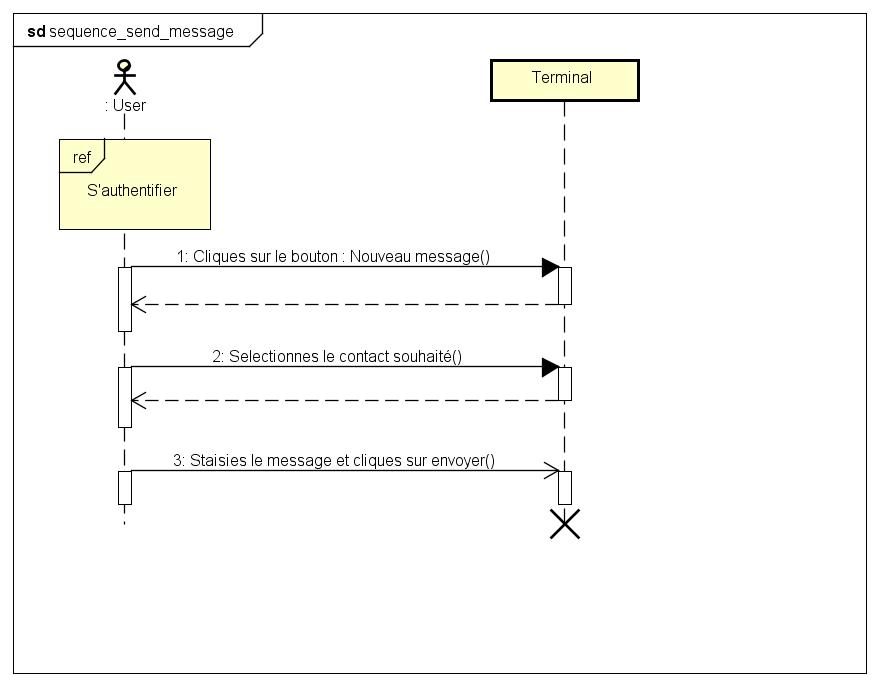 sd sequence_send_message
: User
Terminal
ref
S'authentifier
1: Cliques sur le bouton : Nouveau message()
2: Selectionnes le contact souhaité()
3: Staisies le message et cliques sur envoyer()